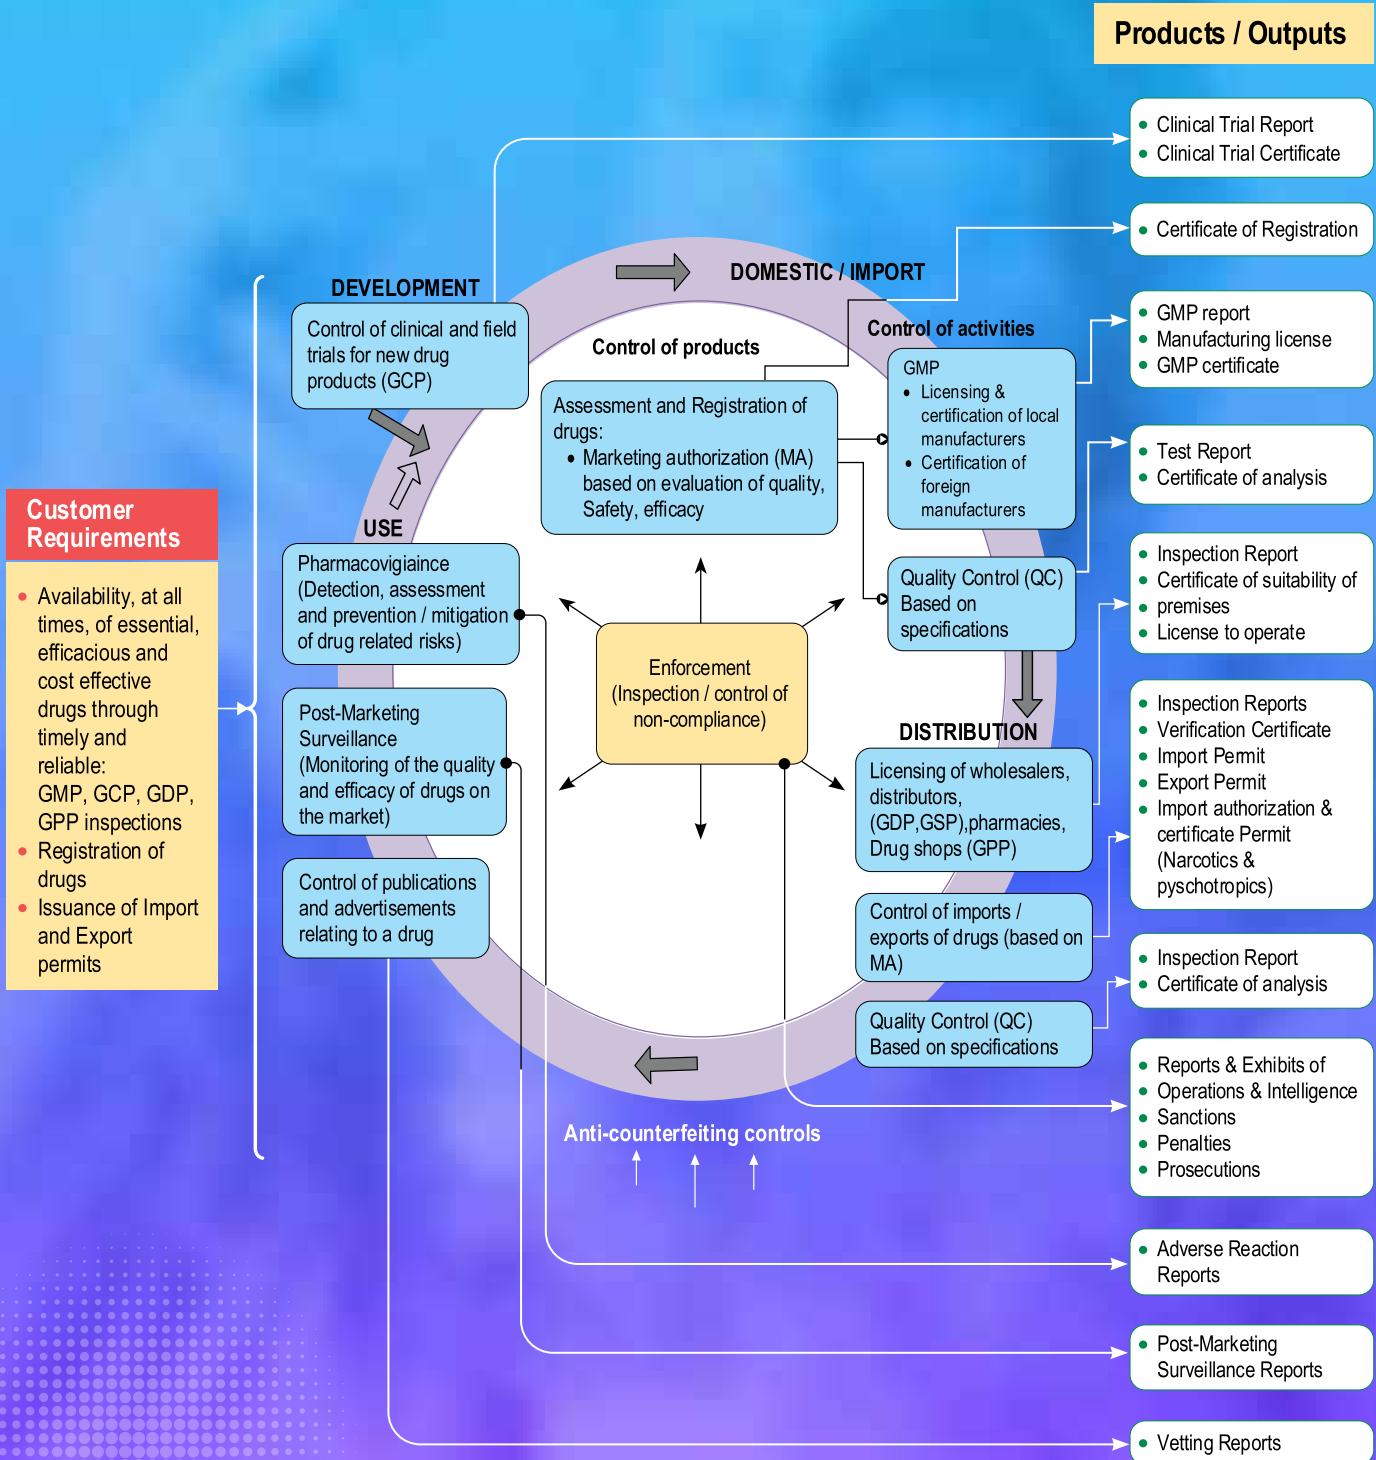 Products / Outputs
Customer
Requirements
• Availability, at all
times, of essential,
efficacious and
cost effective
drugs through
timely and
reliable:
GMP, GCP, GDP,
GPP inspections
• Registration of
drugs
• Issuance of Import
and Export
permits
DEVELOPMENT
Control of clinical and field
trials for new drug
products (GCP)
USE
Pharmacovigiaince
(Detection, assessment
and prevention / mitigation
of drug related risks)
Post-Marketing
Surveillance
(Monitoring of the quality
and efficacy of drugs on
the market)
Control of publications
and advertisements
relating to a drug
DOMESTIC / IMPORT
Control of products
Assessment and Registration of
drugs:
• Marketing authorization (MA)
based on evaluation of quality,
Safety, efficacy
Control of activities
GMP
• Licensing &
certification of local
manufacturers
• Certification of
foreign
manufacturers
Quality Control (QC)
Based on
specifications
Enforcement
(Inspection / control of
non-compliance)
DISTRIBUTION
Licensing of wholesalers,
distributors,
(GDP,GSP),pharmacies,
Drug shops (GPP)
Control of imports /
exports of drugs (based on
MA)
Quality Control (QC)
Based on specifications
Anti-counterfeiting controls
• Clinical Trial Report
• Clinical Trial Certificate
• Certificate of Registration
• GMP report
• Manufacturing license
• GMP certificate
• Test Report
• Certificate of analysis
• Inspection Report
• Certificate of suitability of
• premises
• License to operate
• Inspection Reports
• Verification Certificate
• Import Permit
• Export Permit
• Import authorization &
certificate Permit
(Narcotics &
pyschotropics)
• Inspection Report
• Certificate of analysis
• Reports & Exhibits of
• Operations & Intelligence
• Sanctions
• Penalties
• Prosecutions
• Adverse Reaction
Reports
• Post-Marketing
Surveillance Reports
• Vetting Reports